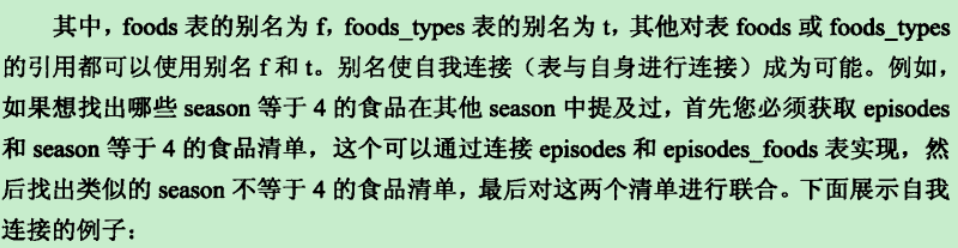 其中，foods 表的别名为 f，foods_types 表的别名为 t，其他对表 foods 或 foods_types
的引用都可以使用别名 f 和 t。别名使自我连接（表与自身进行连接）成为可能。例如，
如果想找出哪些 season 等于 4 的食品在其他 season 中提及过，首先您必须获取 episodes
和 season 等于 4 的食品清单，这个可以通过连接 episodes 和 episodes_foods 表实现，然
后找出类似的 season 不等于 4 的食品清单，最后对这两个清单进行联合。下面展示自我
连接的例子：